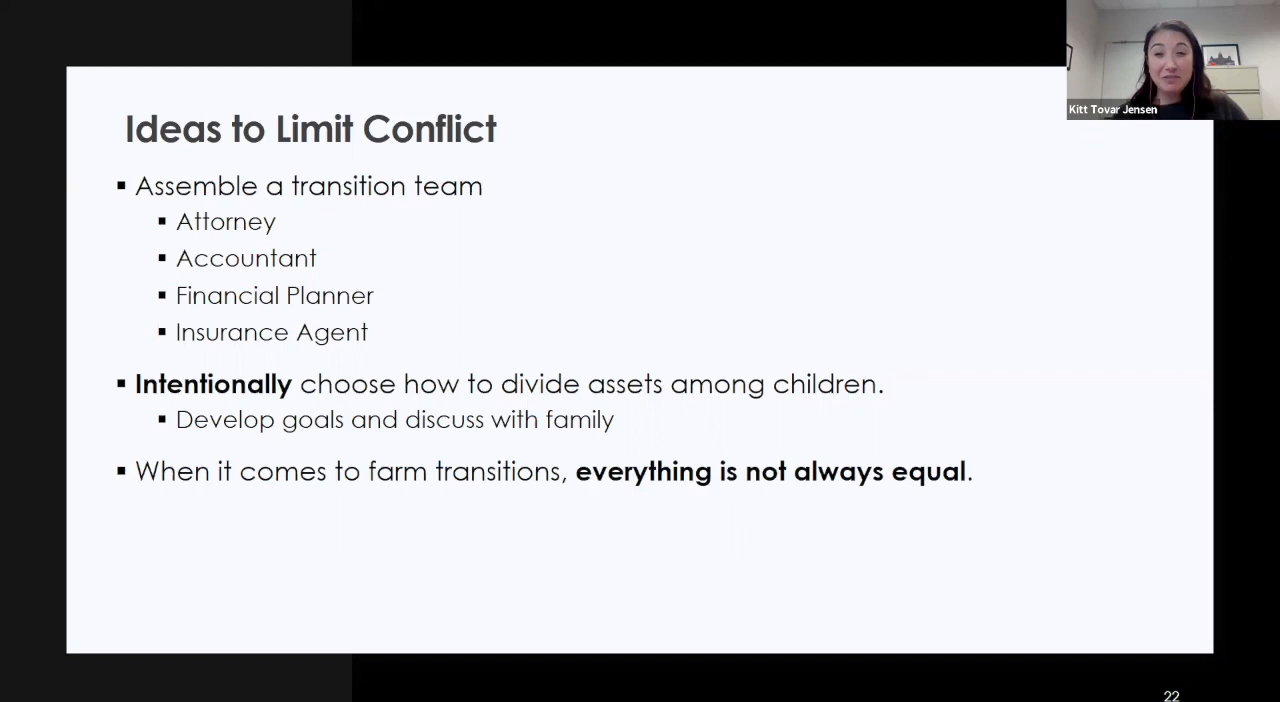 Kitt Tovar Jensen
Ideas to Limit Conflict
▪ Assemble a transition team
▪ Attorney
▪ Accountant
▪ Financial Planner
▪ Insurance Agent
▪ Intentionally choose how to divide assets among children.
▪ Develop goals and discuss with family
▪ When it comes to farm transitions, everything is not always equal.
22